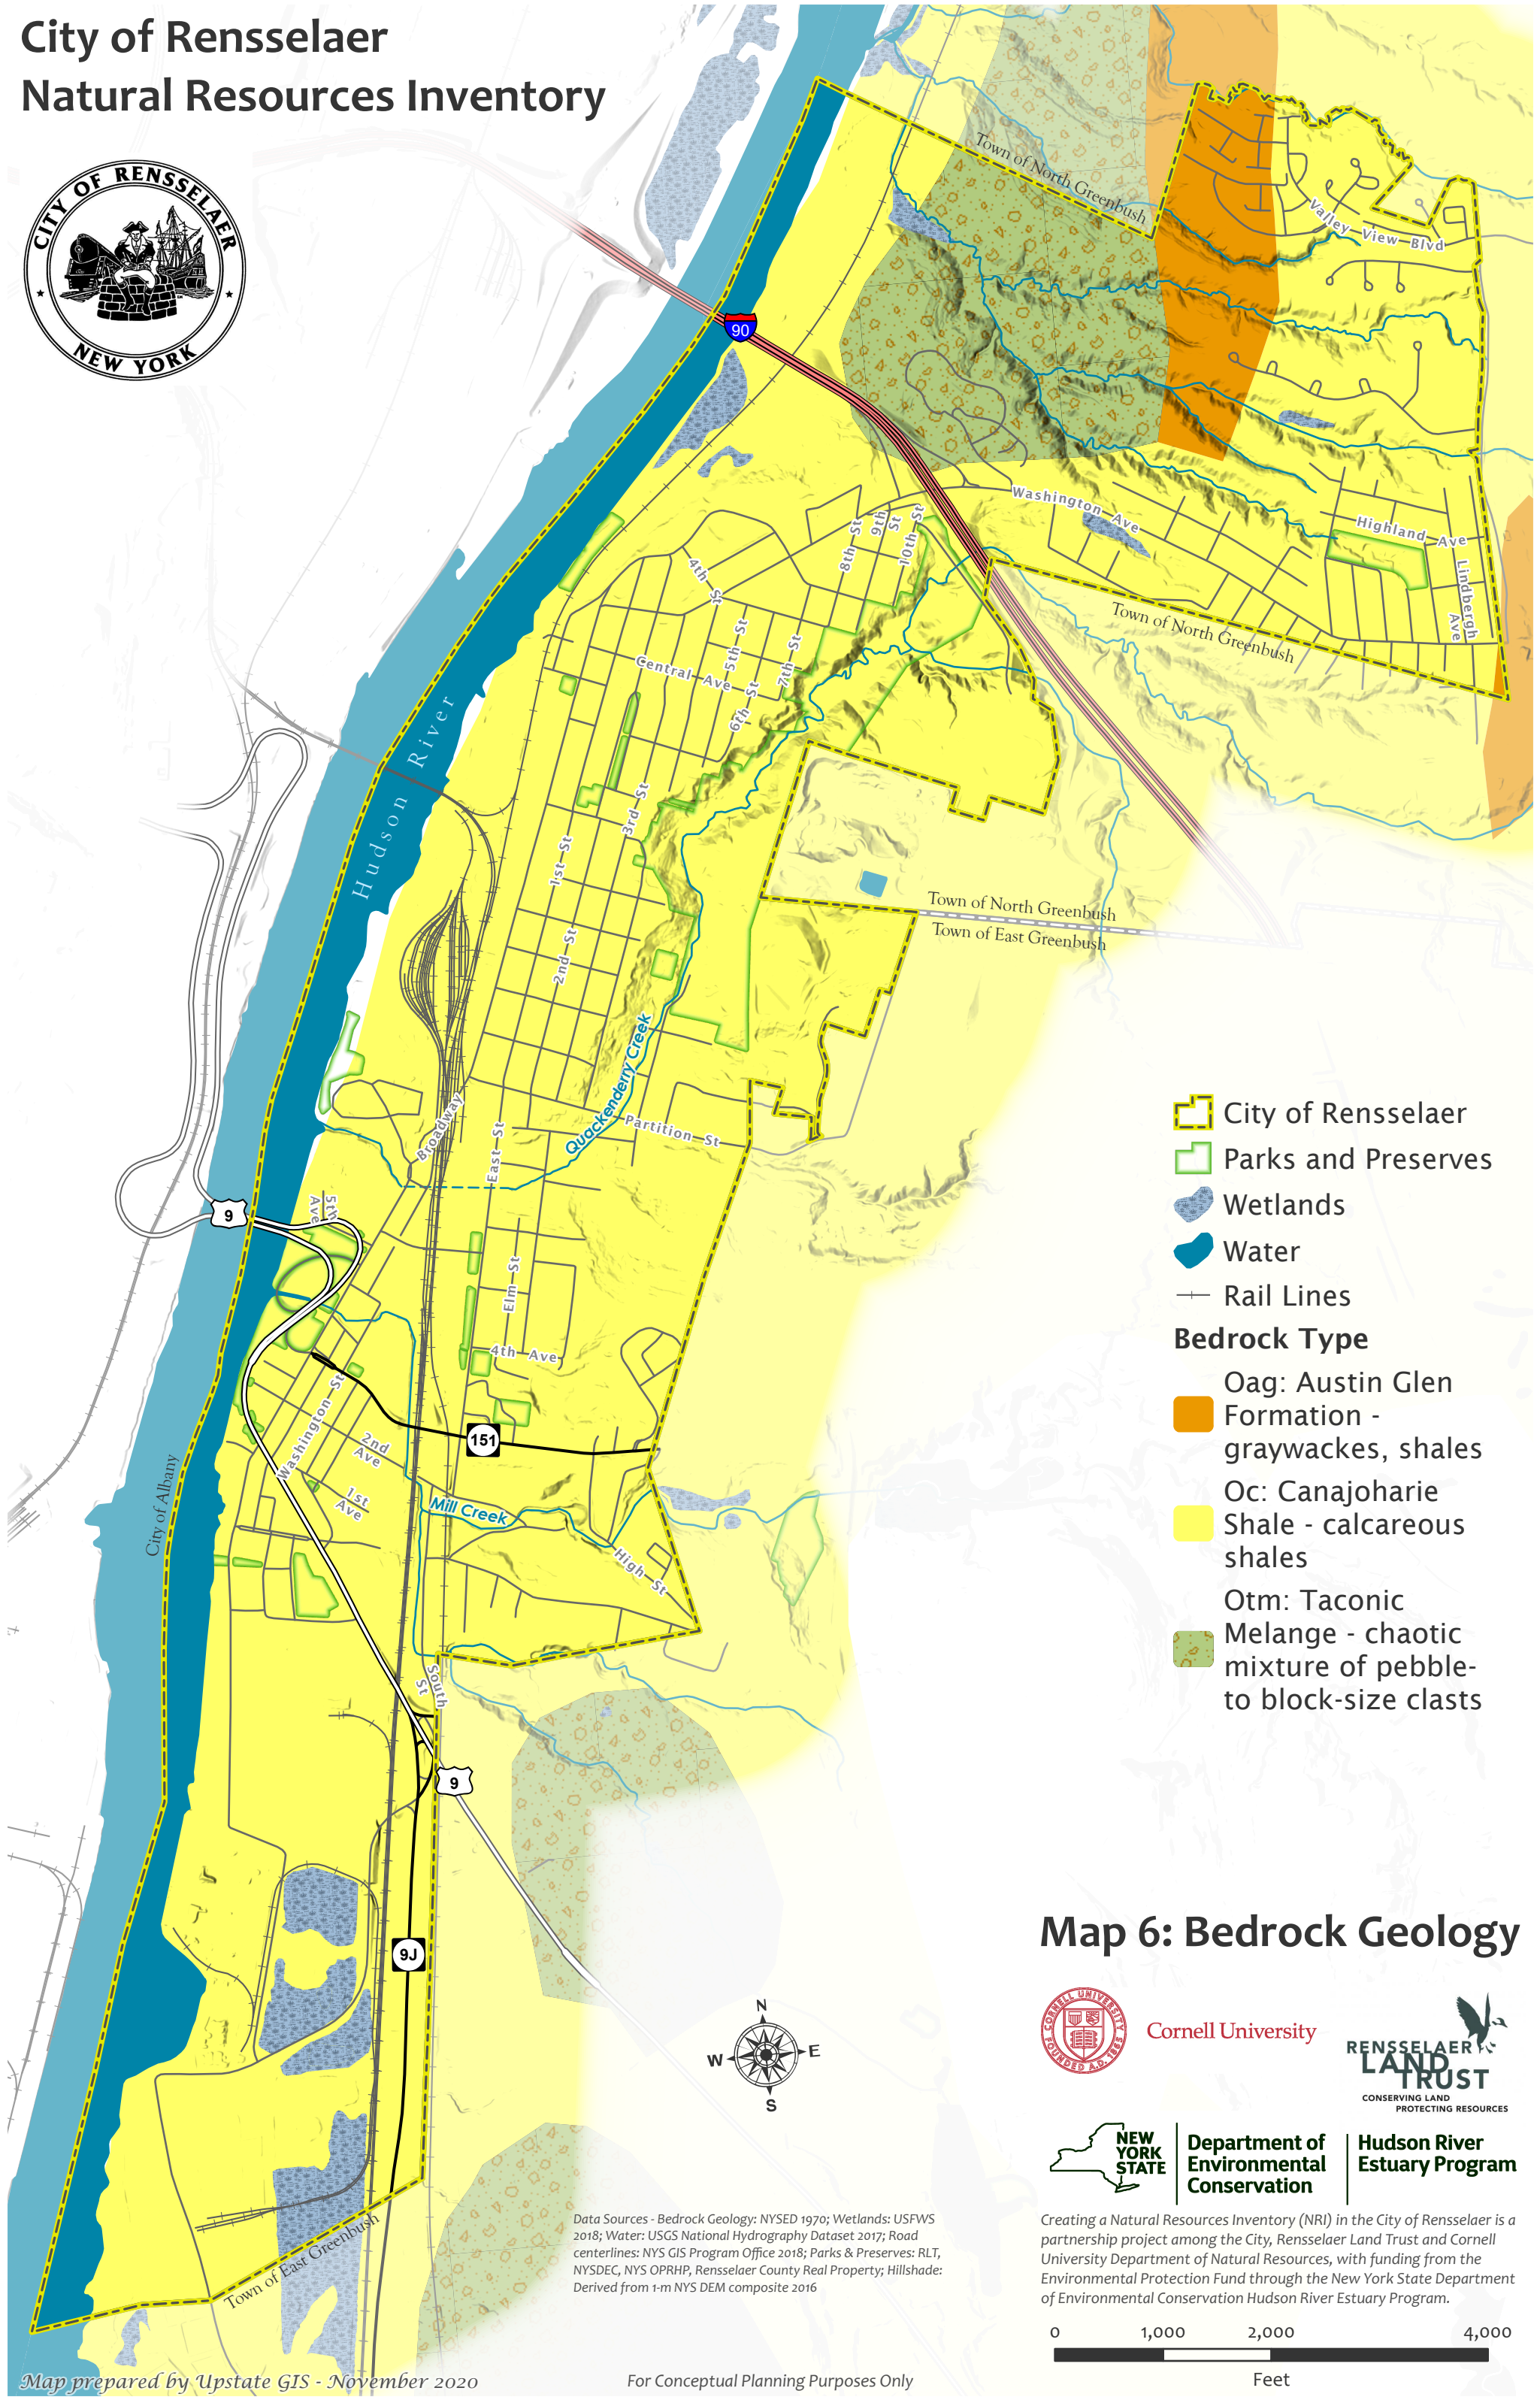 City of Rensselaer
Natural Resources Inventory
CITY OF RENSSELAER
NEW YORK
Town of North Greenbush
Valley View Blvd
90
Washington Ave
Highland Ave
Lindbergh
Ave
8th St
9th
St
10th St
4th St
5th St
7th St
Central Ave
6th St
Town of North Greenbush
Hudson River
3rd St
1st St
2nd St
Town of North Greenbush
Town of East Greenbush
Quackenderry Creek
Broadway
East St
Partition St
9
5th
Ave
Elm St
4th Ave
Washington St
2nd
Ave
151
1st
Ave
Mill Creek
High St
City of Albany
South
St
9
9J
Town of East Greenbush
City of Rensselaer
Parks and Preserves
Wetlands
Water
Rail Lines
Bedrock Type
Oag: Austin Glen
Formation -
graywackes, shales
Oc: Canajoharie
Shale - calcareous
shales
Otm: Taconic
Melange - chaotic
mixture of pebble-
to block-size clasts
Map 6: Bedrock Geology
N
W
E
S
CORNELL UNIVERSITY
FOUNDED A.D. 1865
Cornell University
RENSSELAER
LAND
TRUST
CONSERVING LAND
PROTECTING RESOURCES
NEW
YORK
STATE
Department of
Environmental
Conservation
Hudson River
Estuary Program
Data Sources - Bedrock Geology: NYSED 1970; Wetlands: USFWS
2018; Water: USGS National Hydrography Dataset 2017; Road
centerlines: NYS GIS Program Office 2018; Parks & Preserves: RLT,
NYSDEC, NYS OPRHP, Rensselaer County Real Property; Hillshade:
Derived from 1-m NYS DEM composite 2016
Creating a Natural Resources Inventory (NRI) in the City of Rensselaer is a
partnership project among the City, Rensselaer Land Trust and Cornell
University Department of Natural Resources, with funding from the
Environmental Protection Fund through the New York State Department
of Environmental Conservation Hudson River Estuary Program.
0 1,000 2,000 4,000
Feet
Map prepared by Upstate GIS - November 2020
For Conceptual Planning Purposes Only